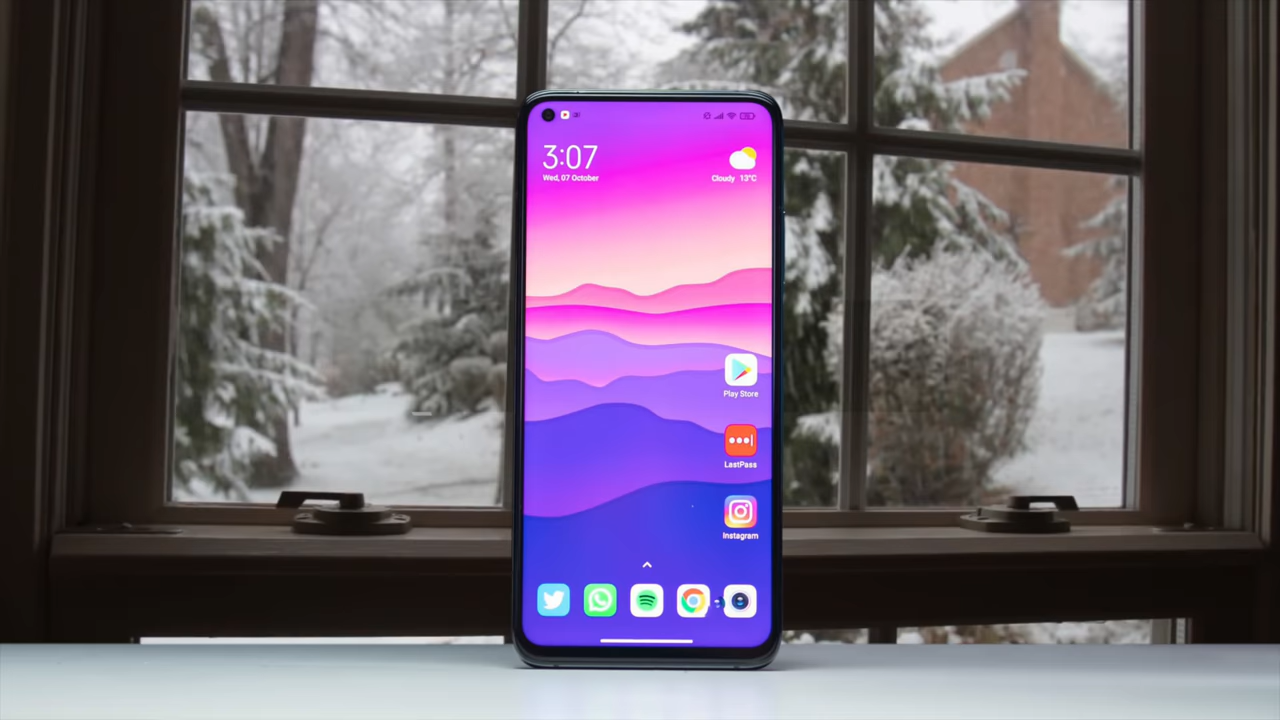 3:07
Wed, 07 October
Cloudy 13°C
Play Store
LastPass
Instagram